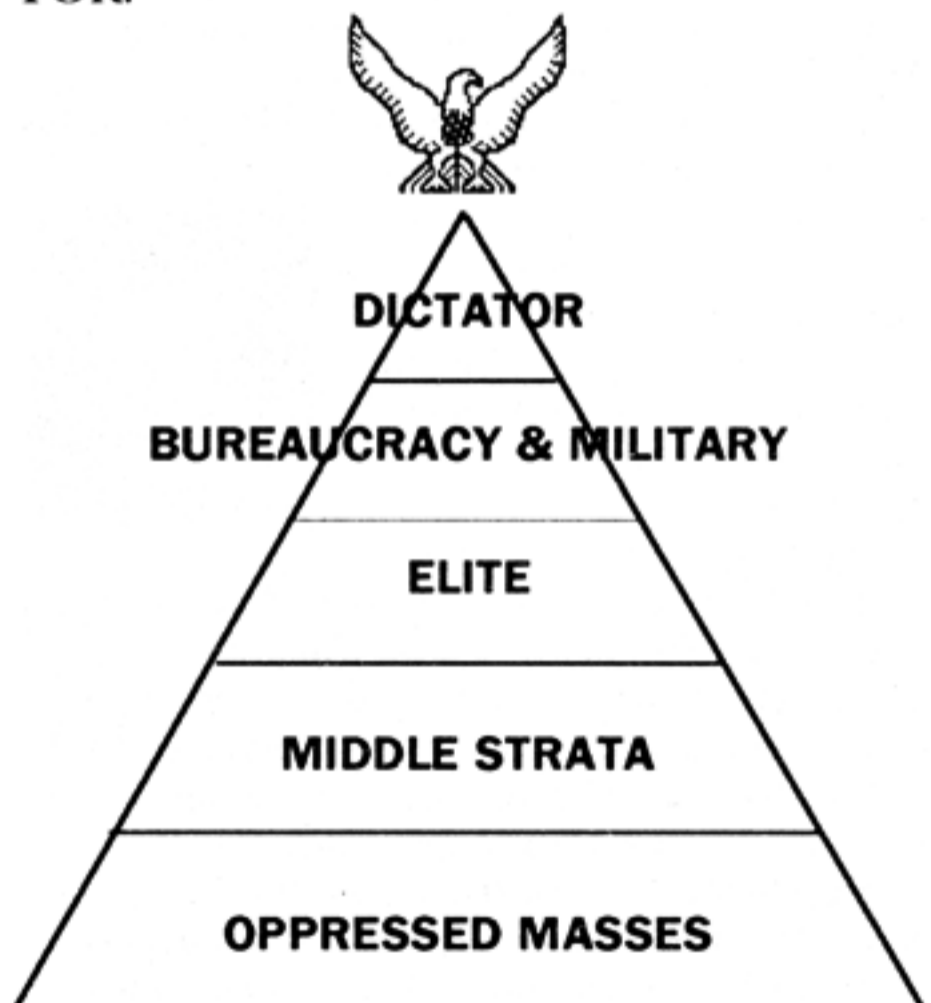 DICTATOR
BUREAUCRACY & MILITARY
ELITE
MIDDLE STRATA
OPPRESSED MASSES